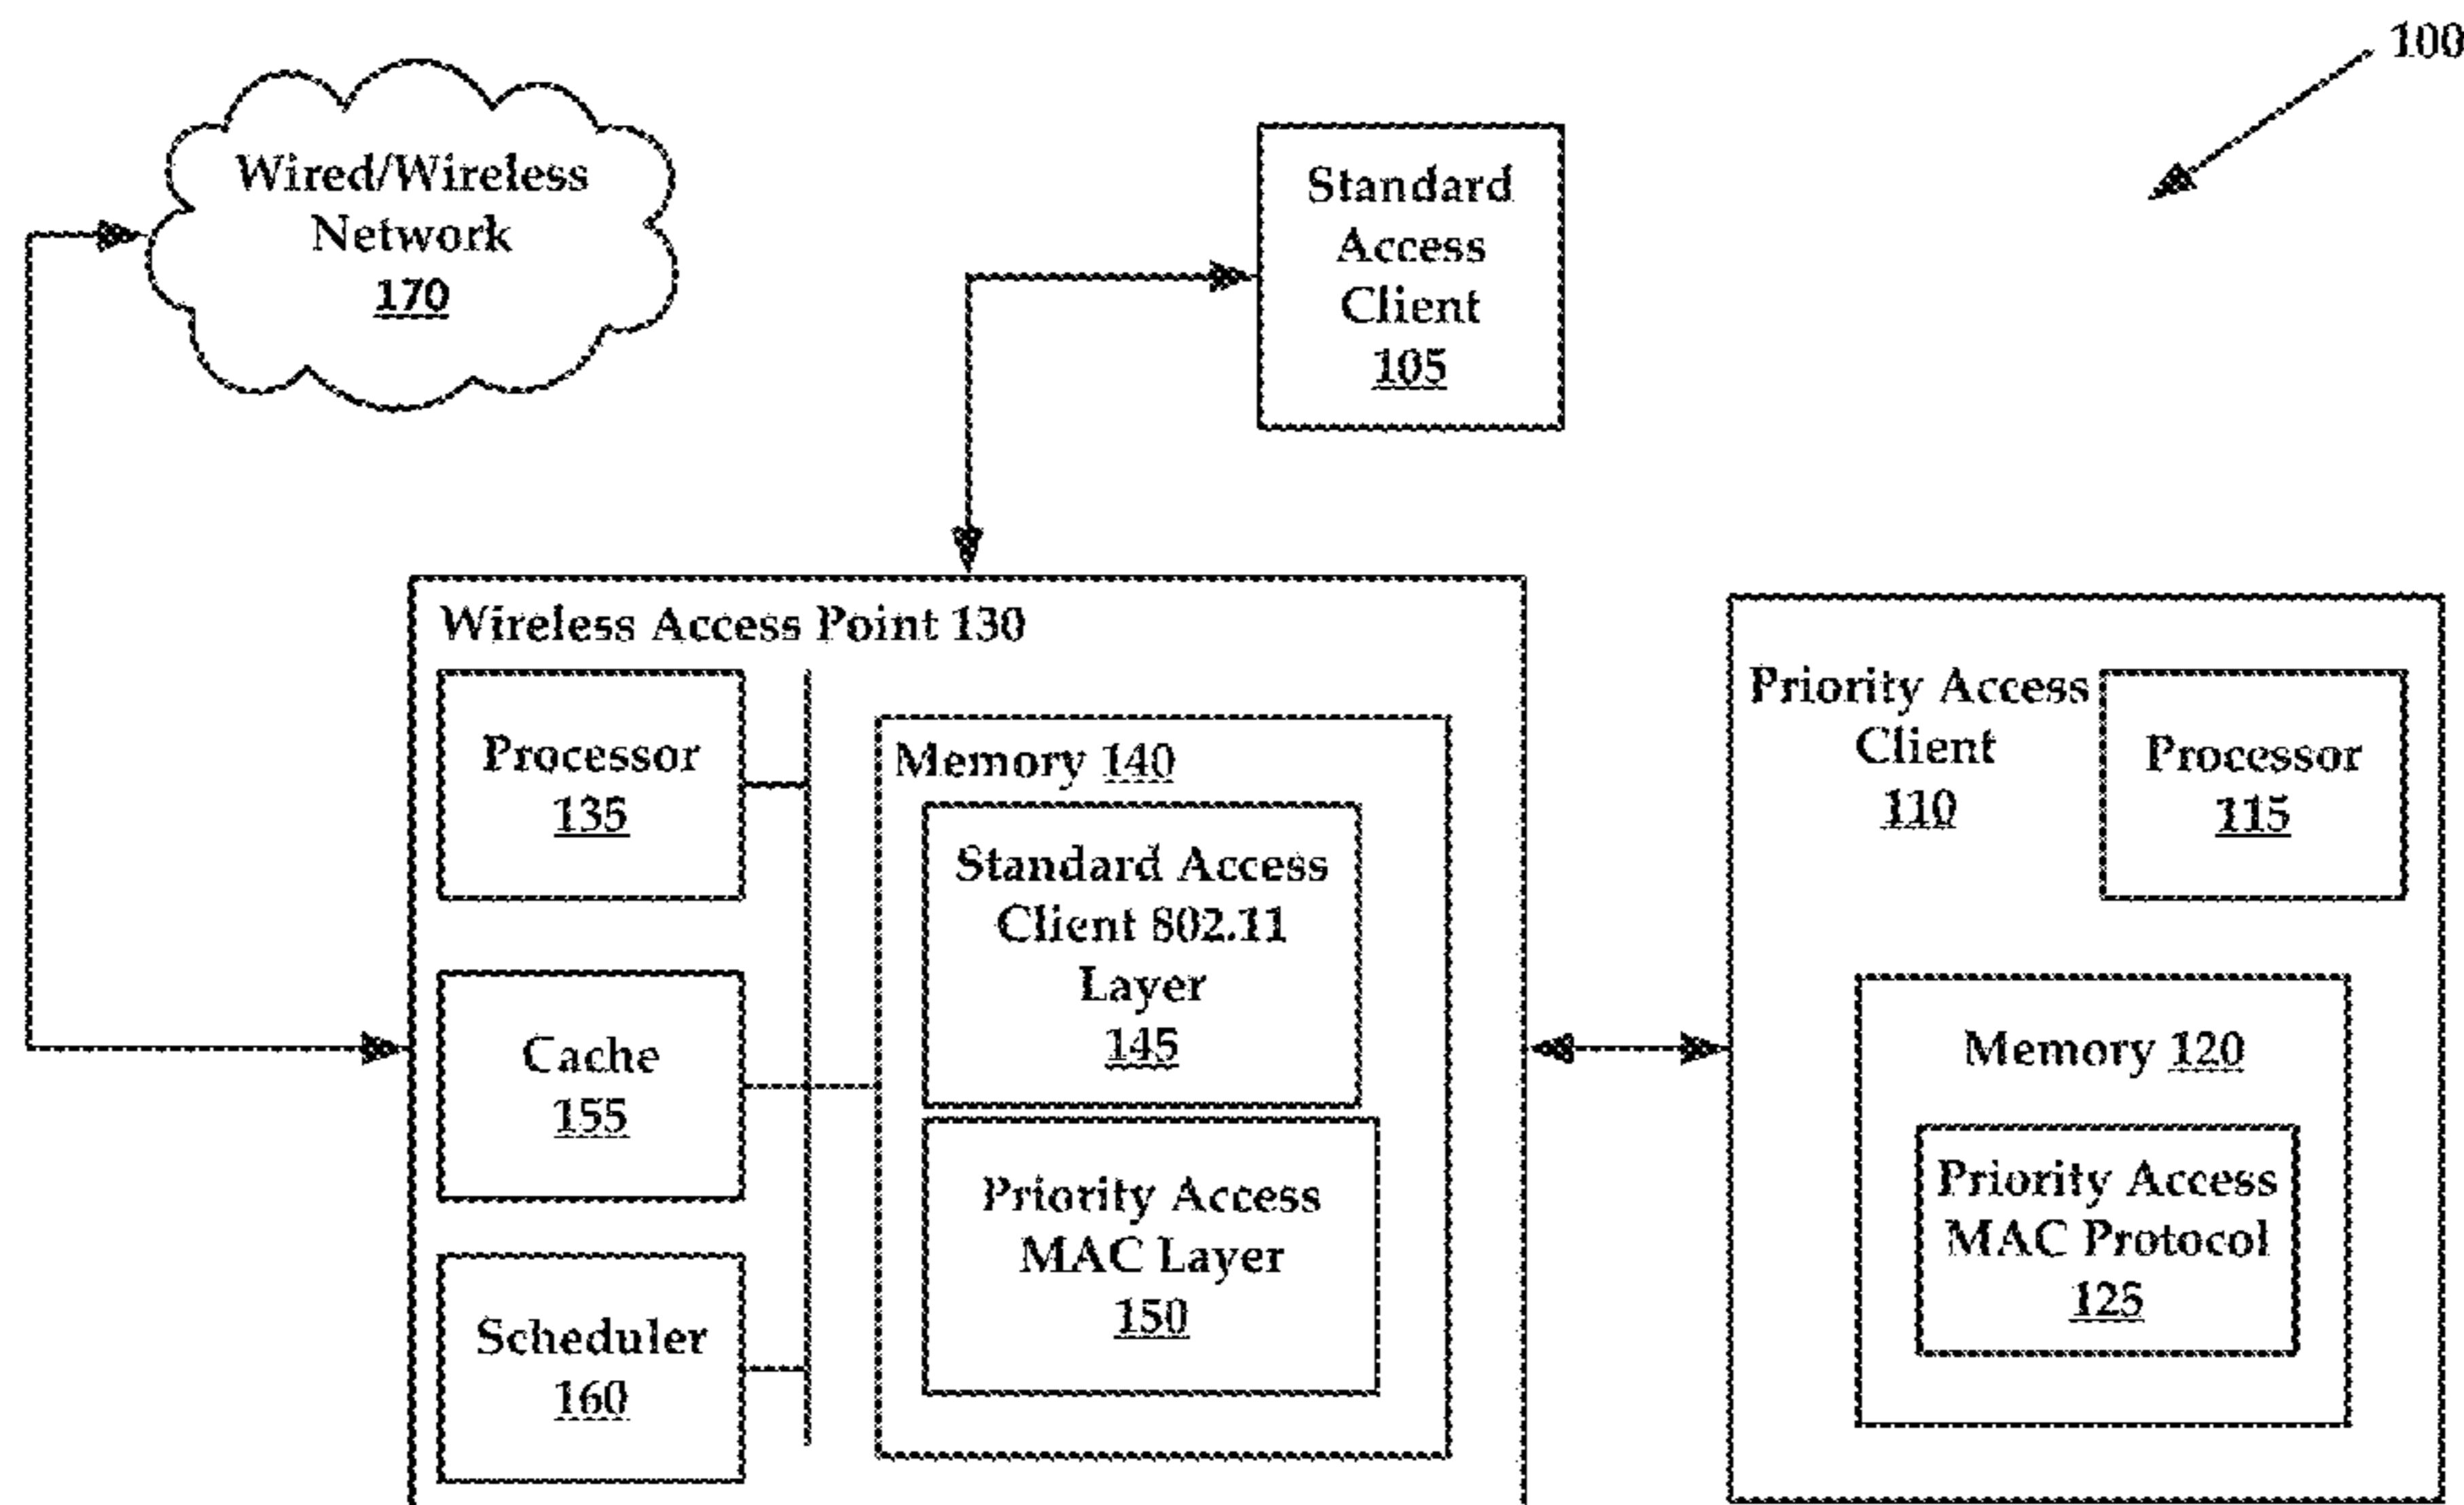 100
Wired/Wireless
Network
170
Standard
Access
Client
105
Wireless Access Point 130
Processor
135
Cache
155
Scheduler
160
Memory 140
Standard Access
Client 802.11
Layer
145
Priority Access
MAC Layer
150
Priority Access
Client
110
Processor
115
Memory 120
Priority Access
MAC Protocol
125